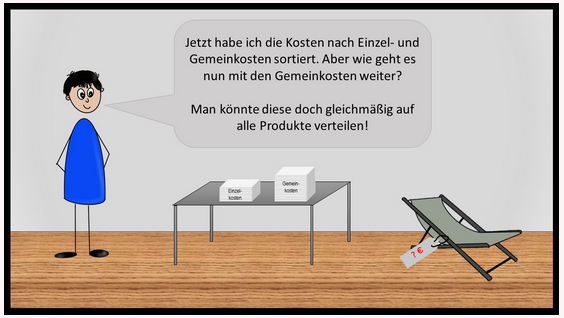 Jetzt habe ich die Kosten nach Einzel- und
Gemeinkosten sortiert. Aber wie geht es
nun mit den Gemeinkosten weiter?
Man könnte diese doch gleichmäßig auf
alle Produkte verteilen!
Einzel-
kosten
Gemein-
kosten
? €